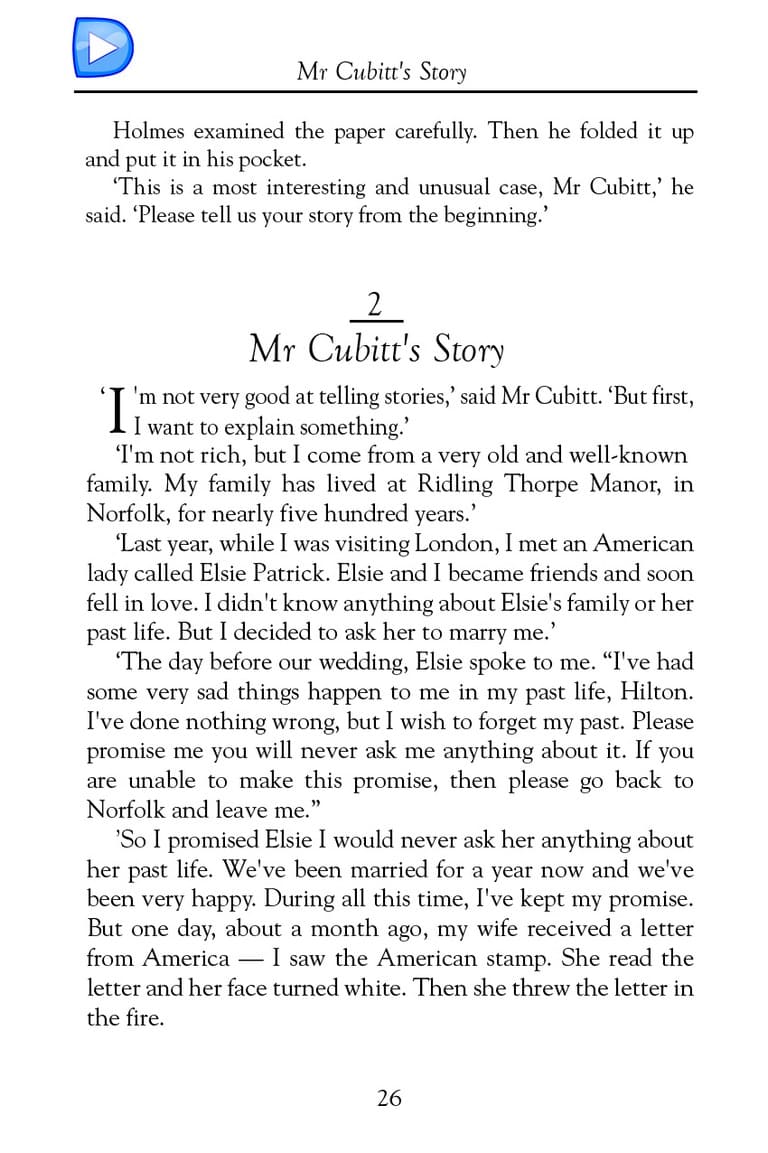 Mr Cubitt's Story
Holmes examined the paper carefully. Then he folded it up
and put it in his pocket.
‘This is a most interesting and unusual case, Mr Cubitt,’ he
said. ‘Please tell us your story from the beginning.’
2
Mr Cubitt's Story
‘I'm not very good at telling stories,’ said Mr Cubitt. ‘But first,
I want to explain something.’
‘I'm not rich, but I come from a very old and well-known
family. My family has lived at Ridling Thorpe Manor, in
Norfolk, for nearly five hundred years.’
‘Last year, while I was visiting London, I met an American
lady called Elsie Patrick. Elsie and I became friends and soon
fell in love. I didn't know anything about Elsie's family or her
past life. But I decided to ask her to marry me.’
‘The day before our wedding, Elsie spoke to me. “I've had
some very sad things happen to me in my past life, Hilton.
I've done nothing wrong, but I wish to forget my past. Please
promise me you will never ask me anything about it. If you
are unable to make this promise, then please go back to
Norfolk and leave me.”
’So I promised Elsie I would never ask her anything about
her past life. We've been married for a year now and we've
been very happy. During all this time, I've kept my promise.
But one day, about a month ago, my wife received a letter
from America — I saw the American stamp. She read the
letter and her face turned white. Then she threw the letter in
the fire.
26